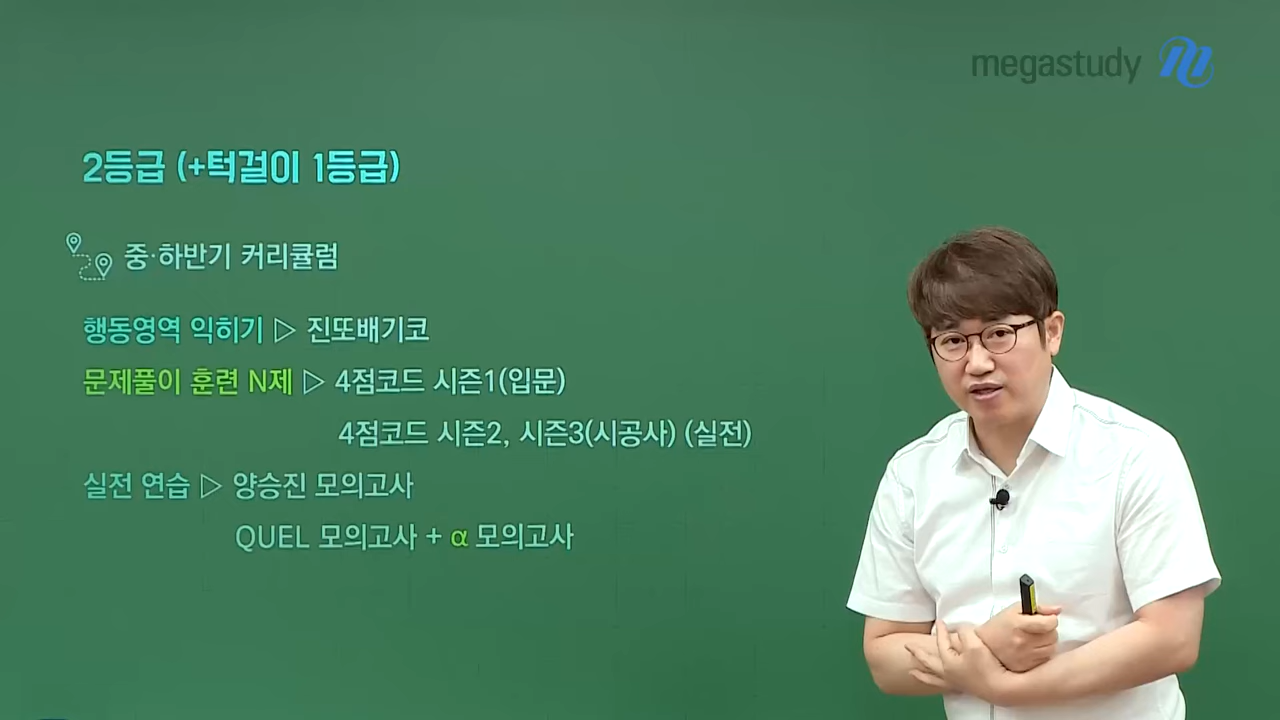 megastudy
2등급 (+턱걸이 1등급)
중·하반기 커리큘럼
행동영역 익히기 ▷ 진또배기코
문제풀이 훈련 N제 ▷ 4점코드 시즌1(입문)
4점코드 시즌2, 시즌3(시공사) (실전)
실전 연습 ▷ 양승진 모의고사
QUEL 모의고사 + α 모의고사